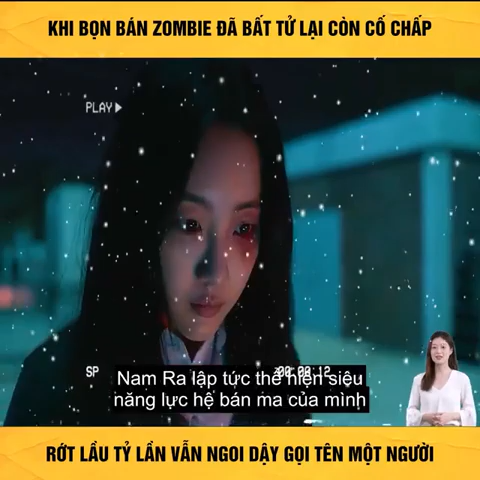 KHI BỌN BÁN ZOMBIE ĐÃ BẤT TỬ LẠI CÒN CỐ CHẤP
PLAY
SP
Nam Ra lập tức thể hiện siêu
năng lực hệ bán ma của mình
RỚT LẦU TỶ LẦN VẪN NGOI DẬY GỌI TÊN MỘT NGƯỜI